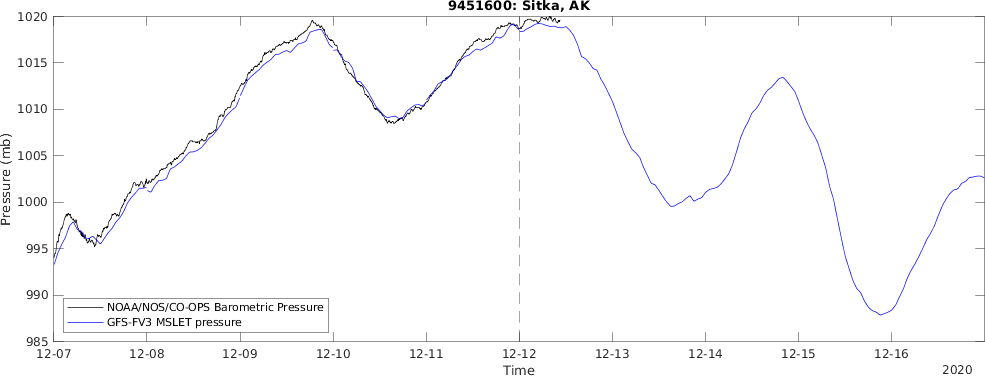 9451600: Sitka, AK
Pressure (mb)
1020
1015
1010
1005
1000
995
990
985
NOAA/NOS/CO-OPS Barometric Pressure
GFS-FV3 MSLET pressure
12-07 12-08 12-09 12-10 12-11 12-12 12-13 12-14 12-15 12-16
Time
2020